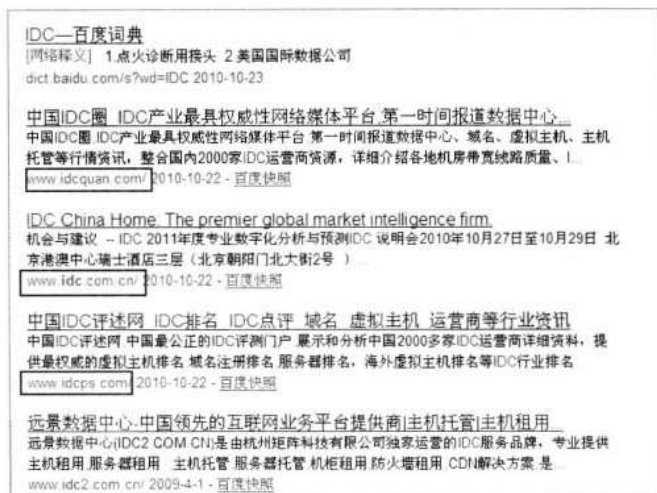 IDC—百度词典
[网络释义] 1.点火诊断用接头 2.美国国际数据公司
dict.baidu.com/s?wd=IDC 2010-10-23
中国IDC圈_IDC产业最具权威性网络媒体平台,第一时间报道数据中心...
中国IDC圈,IDC产业最具权威性网络媒体平台 第一时间报道数据中心、域名、虚拟主机、主机
托管等行情资讯，整合国内2000家IDC运营商资源，详细介绍各地机房带宽线路质量、I...
www.idcquan.com/ 2010-10-22 - 百度快照
IDC China Home_The premier global market intelligence firm.
机会与建议 -- IDC 2011年度专业数字化分析与预测IDC 说明会2010年10月27日至10月29日 北
京港澳中心瑞士酒店三层（北京朝阳门北大街2号 ）
www.idc.com.cn/ 2010-10-22 - 百度快照
中国IDC评述网_IDC排名_IDC点评_域名_虚拟主机_运营商等行业资讯
中国IDC评述网 中国最公正的IDC评测门户 展示和分析中国2000多家IDC运营商详细资料，提
供最权威的虚拟主机排名 域名注册排名 服务器排名，海外虚拟主机排名等IDC行业排名
www.idcps.com/ 2010-10-22 - 百度快照
远景数据中心-中国领先的互联网业务平台提供商|主机托管|主机租用...
远景数据中心(IDC2.COM.CN)是由杭州矩阵科技有限公司独家运营的IDC服务品牌，专业提供
主机租用 服务器租用 主机托管 服务器托管 机柜租用 防火墙租用 CDN解决方案 是...
www.idc2.com.cn/ 2009-4-1 - 百度快照